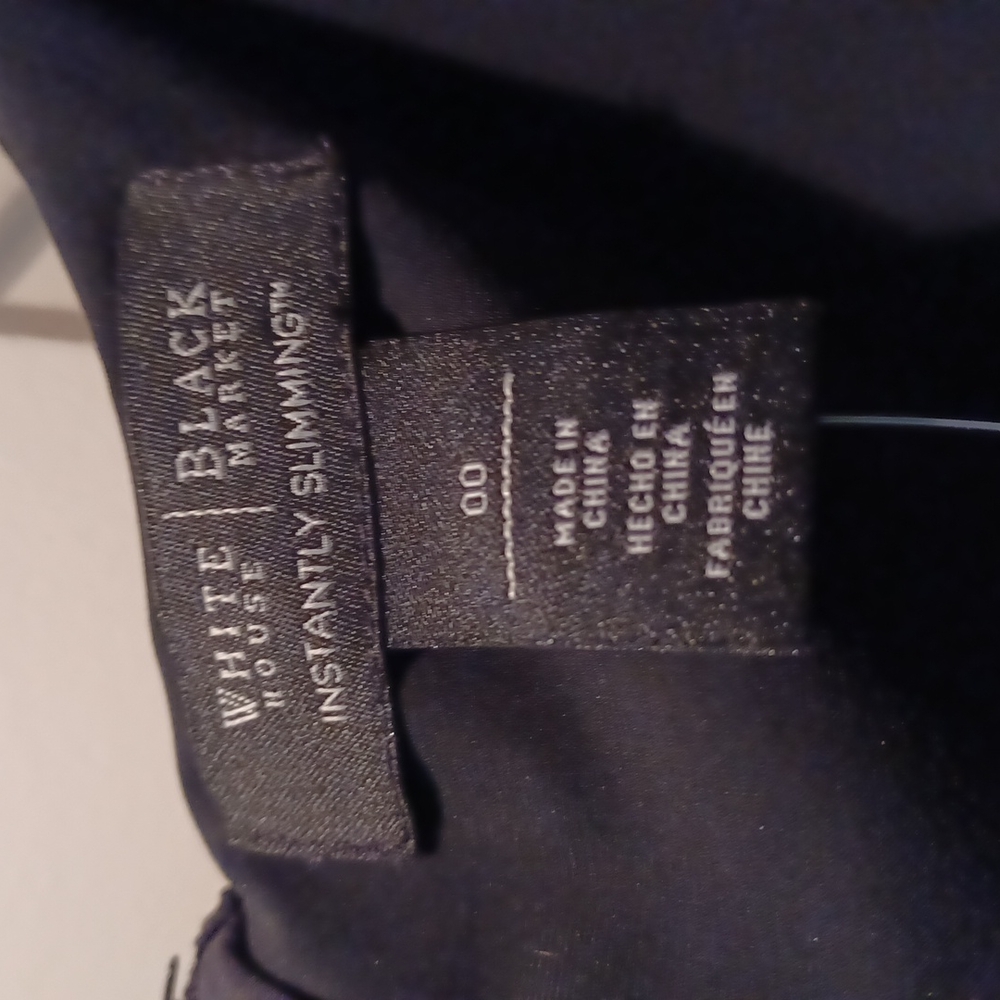 WHITE | BLACK
HOUSE | MARKET
INSTANTLY SLIMMING™
00
MADE IN
CHINA
HECHO EN
CHINA
FABRIQUÉ EN
CHINE